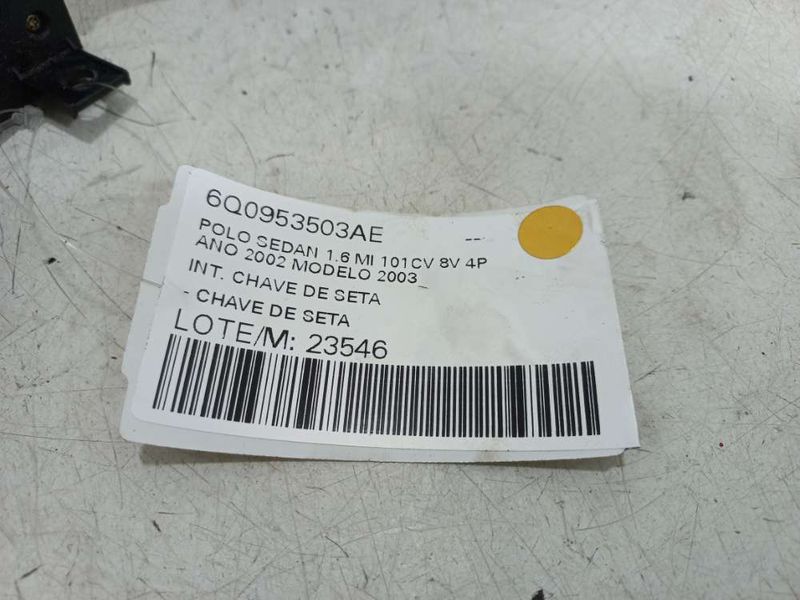 6Q0953503AE
POLO SEDAN 1.6 MI 101CV 8V 4P
ANO 2002 MODELO 2003_
INT. CHAVE DE SETA
- CHAVE DE SETA
LOTE/M: 23546